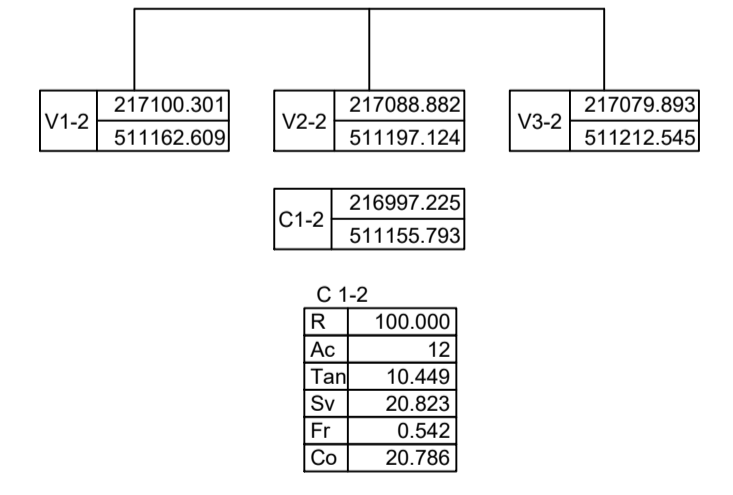 V1-2 217100.301 511162.609
V2-2 217088.882 511197.124
V3-2 217079.893 511212.545
C1-2 216997.225 511155.793
C 1-2
R 100.000
Ac 12
Tan 10.449
Sv 20.823
Fr 0.542
Co 20.786